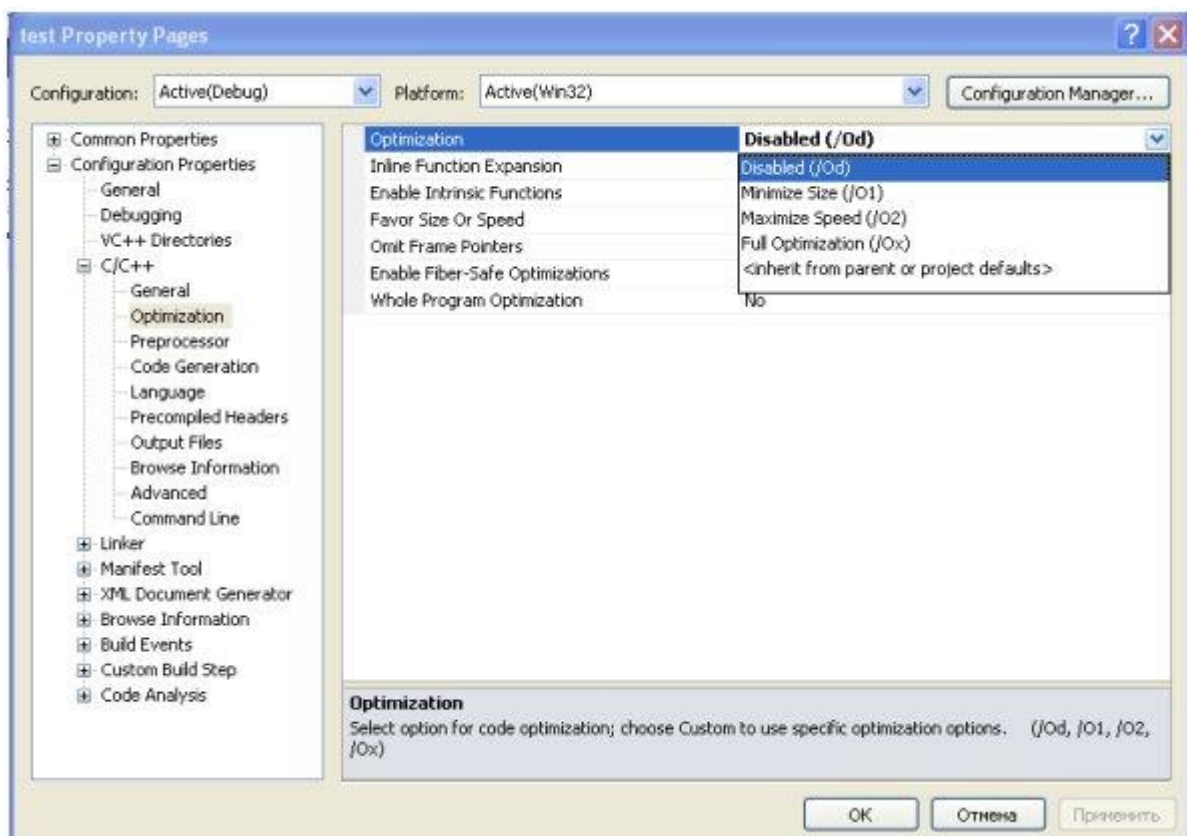 test Property Pages
Configuration: Active(Debug) Platform: Active(Win32) Configuration Manager...
Common Properties
Configuration Properties
General
Debugging
VC++ Directories
C/C++
General
Optimization
Preprocessor
Code Generation
Language
Precompiled Headers
Output Files
Browse Information
Advanced
Command Line
Linker
Manifest Tool
XML Document Generator
Browse Information
Build Events
Custom Build Step
Code Analysis
Optimization Disabled (/Od)
Inline Function Expansion Disabled (/Od)
Enable Intrinsic Functions Minimize Size (/O1)
Favor Size Or Speed Maximize Speed (/O2)
Omit Frame Pointers Full Optimization (/Ox)
Enable Fiber-Safe Optimizations <inherit from parent or project defaults>
Whole Program Optimization No
Optimization
Select option for code optimization; choose Custom to use specific optimization options. (/Od, /O1, /O2,
/Ox)
OK Отмена Применить